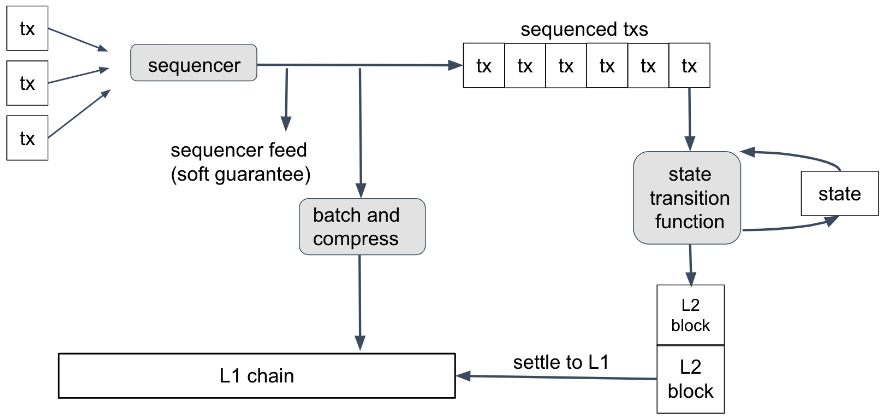 tx
tx
tx
sequencer
sequencer feed
(soft guarantee)
batch and
compress
sequenced txs
tx tx tx tx tx tx
state
transition
function
state
L2
block
L2
block
settle to L1
L1 chain